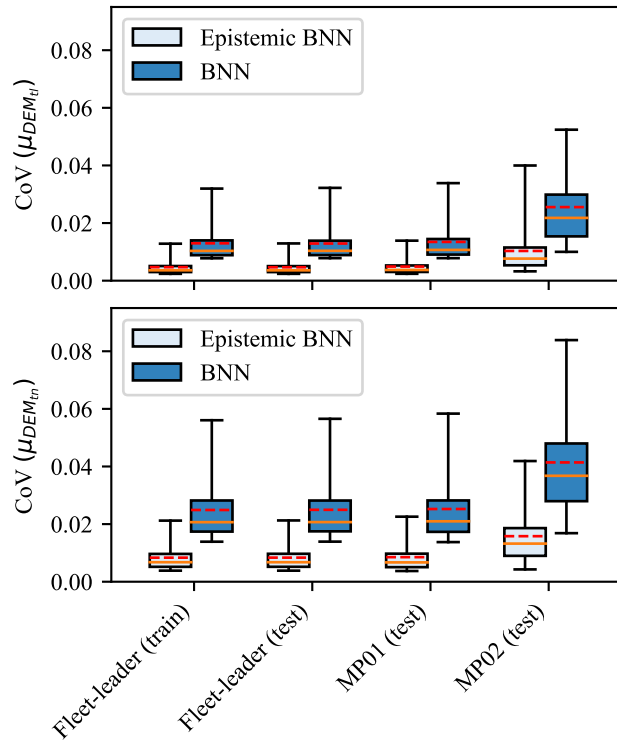 0.08
0.06
0.04
0.02
0.00
CoV (μDEMtl)
Epistemic BNN
BNN
0.08
0.06
0.04
0.02
0.00
CoV (μDEMtn)
Epistemic BNN
BNN
Fleet-leader (train)
Fleet-leader (test)
MP01 (test)
MP02 (test)